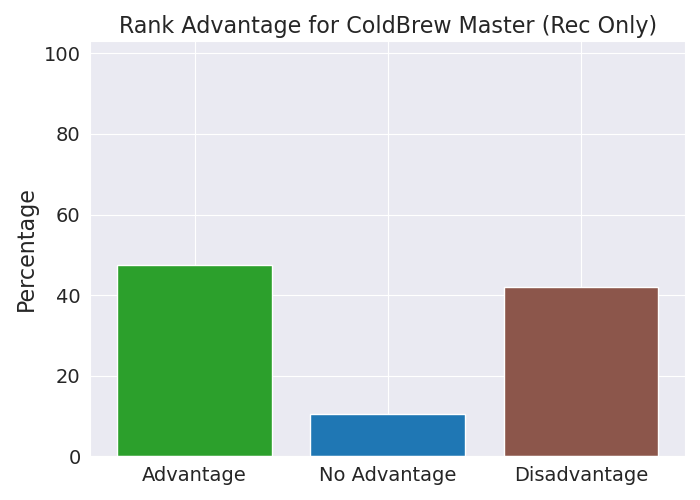 Rank Advantage for ColdBrew Master (Rec Only)
100
80
60
40
20
0
Percentage
Advantage
No Advantage
Disadvantage